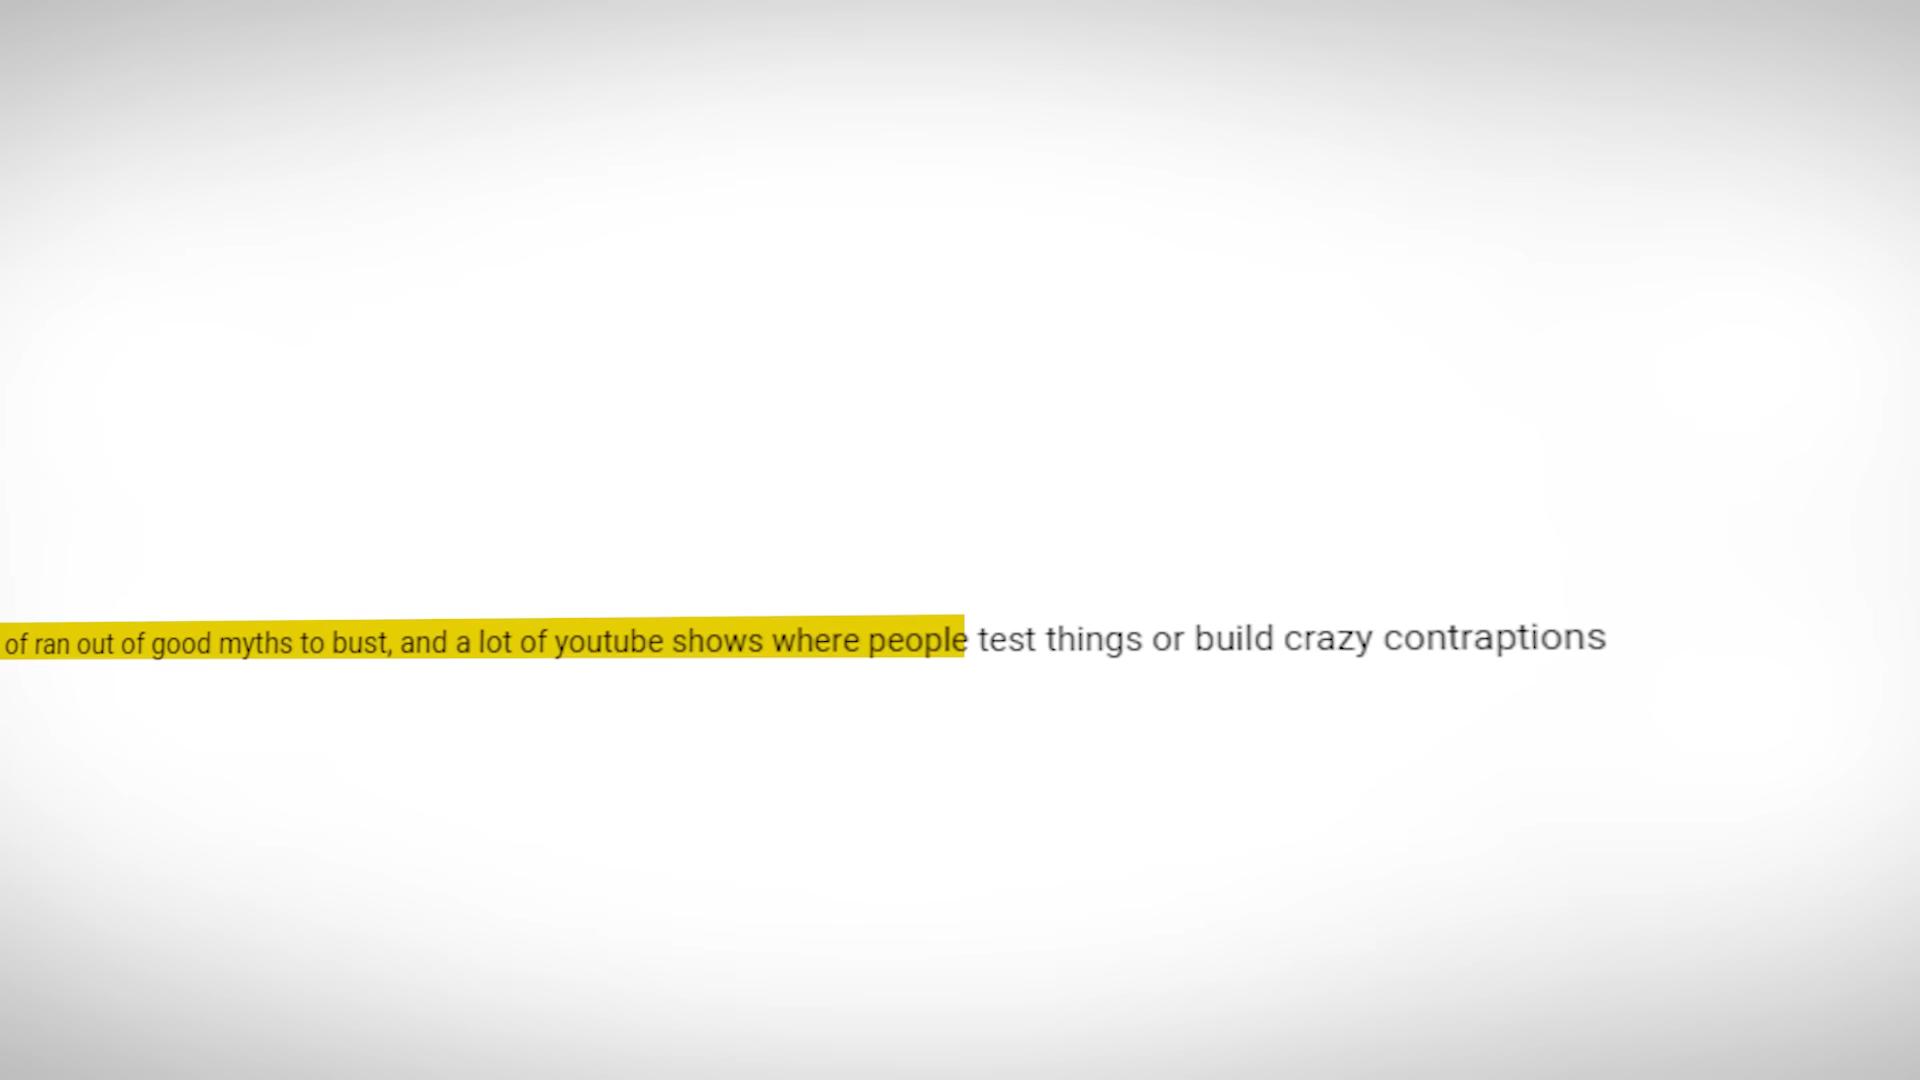 of ran out of good myths to bust, and a lot of youtube shows where people test things or build crazy contraptions